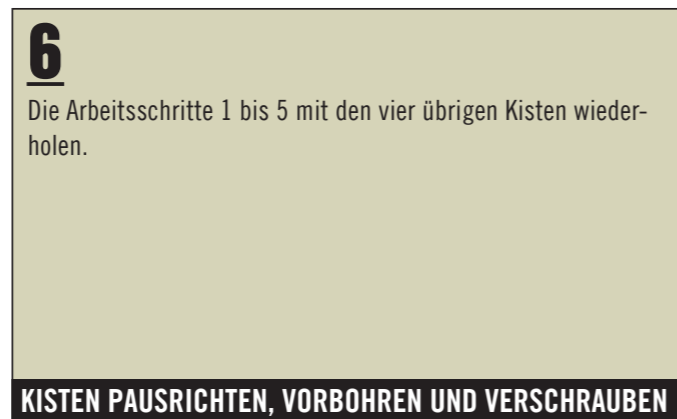 6
Die Arbeitsschritte 1 bis 5 mit den vier übrigen Kisten wieder-
holen.
KISTEN PAUSRICHTEN, VORBOHREN UND VERSCHRAUBEN